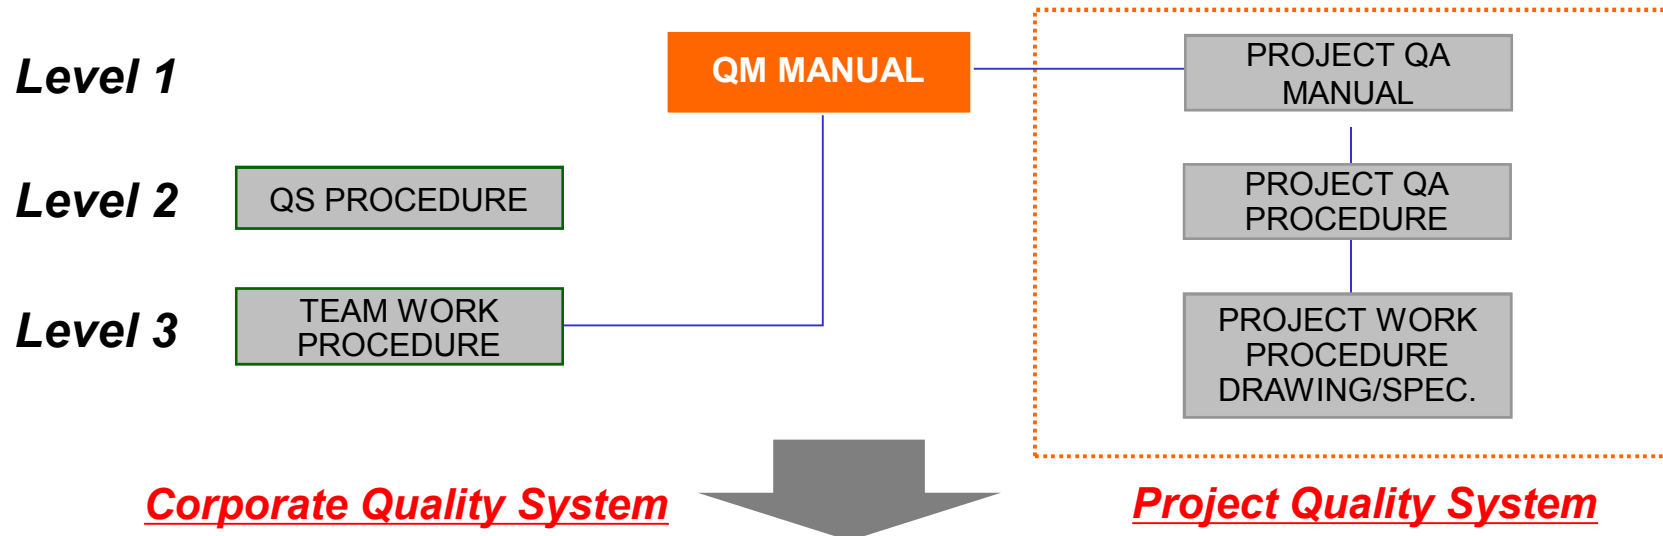 Level 1
QM MANUAL
PROJECT QA
MANUAL
Level 2
QS PROCEDURE
PROJECT QA
PROCEDURE
Level 3
TEAM WORK
PROCEDURE
PROJECT WORK
PROCEDURE
DRAWING/SPEC.
Corporate Quality System
Project Quality System